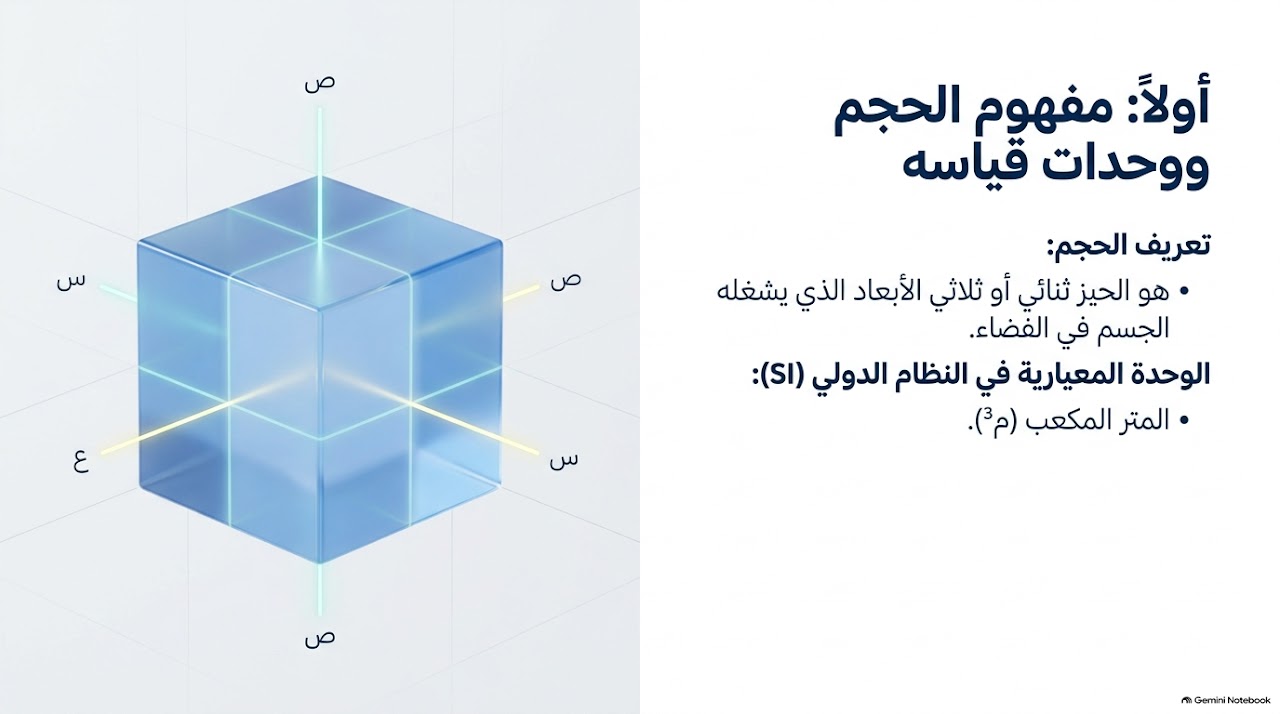 أولاً: مفهوم الحجم
ووحدات قياسه
تعريف الحجم:
• هو الحيز ثنائي أو ثلاثي الأبعاد الذي يشغله
الجسم في الفضاء.
الوحدة المعيارية في النظام الدولي (SI):
• المتر المكعب (م³).
ص
ص
س
س
ع
ص
Gemini Notebook